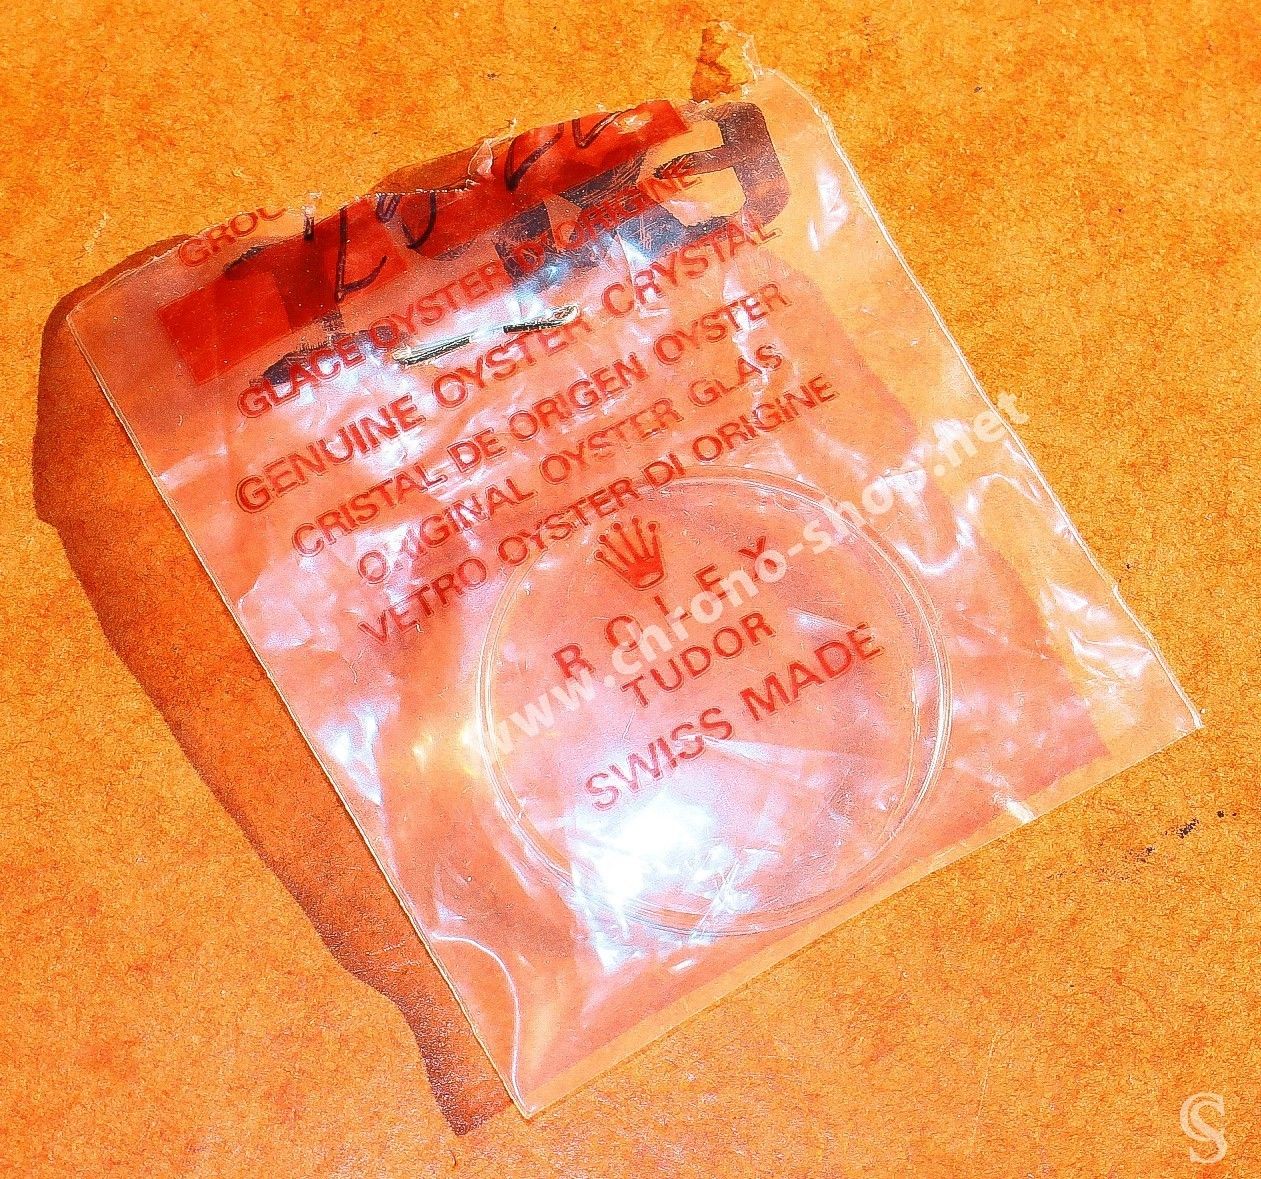 GROU
GLACE OYSTER D'ORIGINE
GENUINE OYSTER CRYSTAL
CRISTAL DE ORIGEN OYSTER
ORIGINAL OYSTER GLAS
VETRO OYSTER DI ORIGINE
ROLEX
TUDOR
SWISS MADE
www.chrono-shop.net